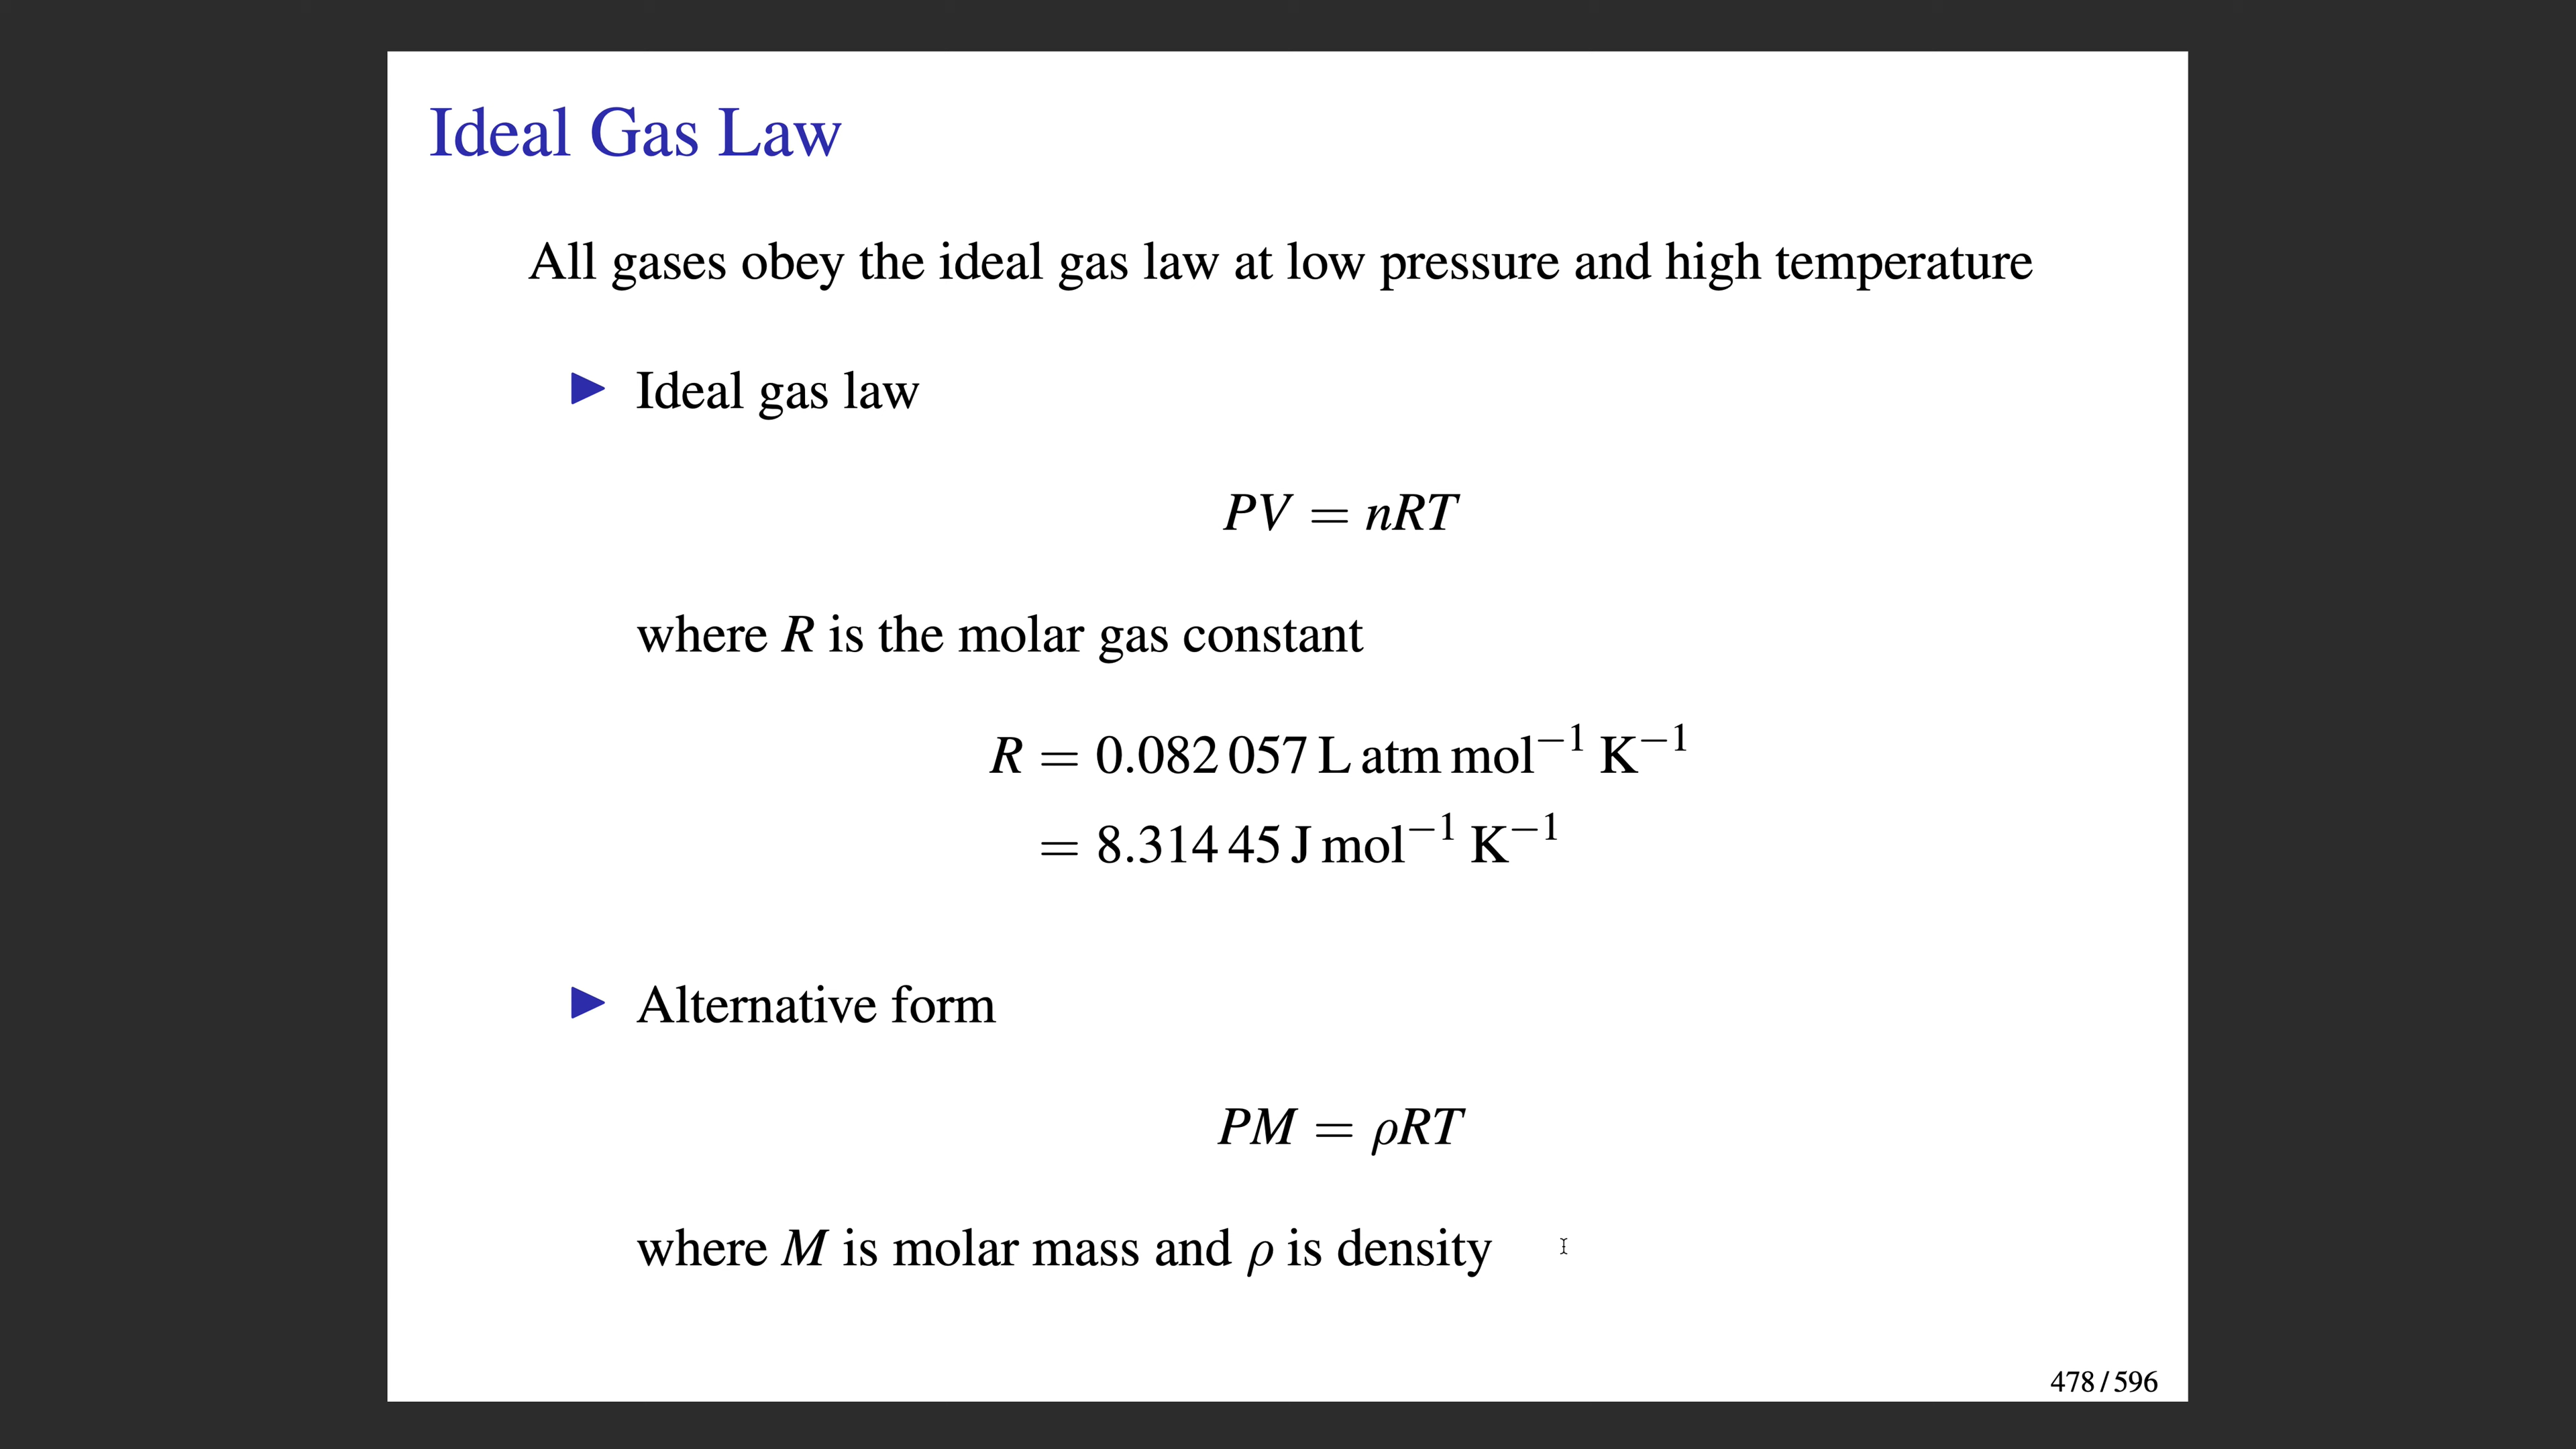 Ideal Gas Law
All gases obey the ideal gas law at low pressure and high temperature
▶ Ideal gas law
PV = nRT
where R is the molar gas constant
R = 0.082 057 L atm mol⁻¹ K⁻¹
= 8.314 45 J mol⁻¹ K⁻¹
▶ Alternative form
PM = ρRT
where M is molar mass and ρ is density
478 / 596